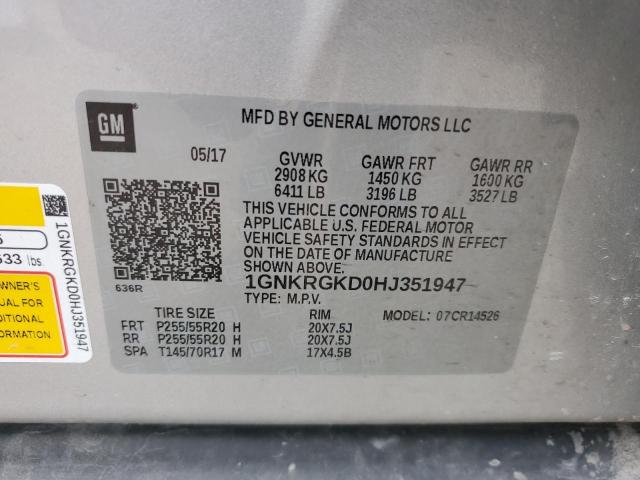 GM
MFD BY GENERAL MOTORS LLC
05/17
GVWR GAWR FRT GAWR RR
2908 KG 1450 KG 1600 KG
6411 LB 3196 LB 3527 LB
THIS VEHICLE CONFORMS TO ALL
APPLICABLE U.S. FEDERAL MOTOR
VEHICLE SAFETY STANDARDS IN EFFECT
ON THE DATE OF MANUFACTURE
SHOWN ABOVE.
636R
1GNKRGKD0HJ351947
TYPE: M.P.V.
TIRE SIZE RIM MODEL: 07CR14526
FRT P255/55R20 H 20X7.5J
RR P255/55R20 H 20X7.5J
SPA T145/70R17 M 17X4.5B
1GNKRGKD0HJ351947
533 lbs.
WNER'S
UAL FOR
DITIONAL
ORMATION